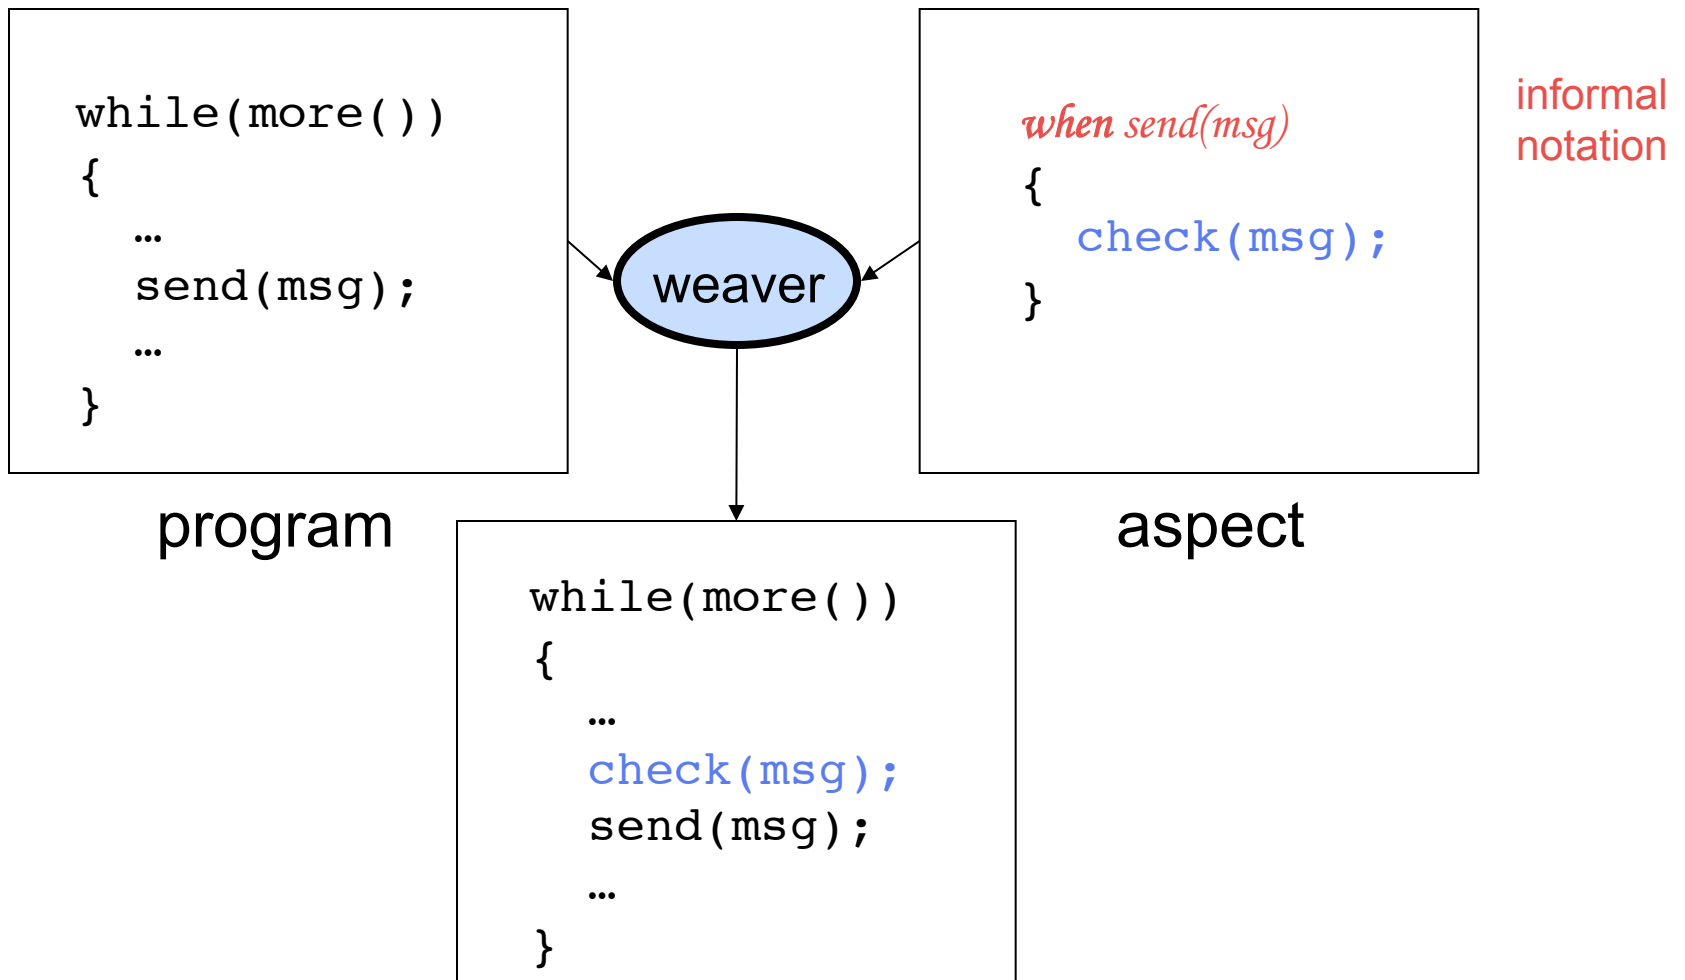 while(more())
{
…
send(msg);
…
}
program
weaver
when send(msg)
{
check(msg);
}
aspect
informal
notation
while(more())
{
…
check(msg);
send(msg);
…
}